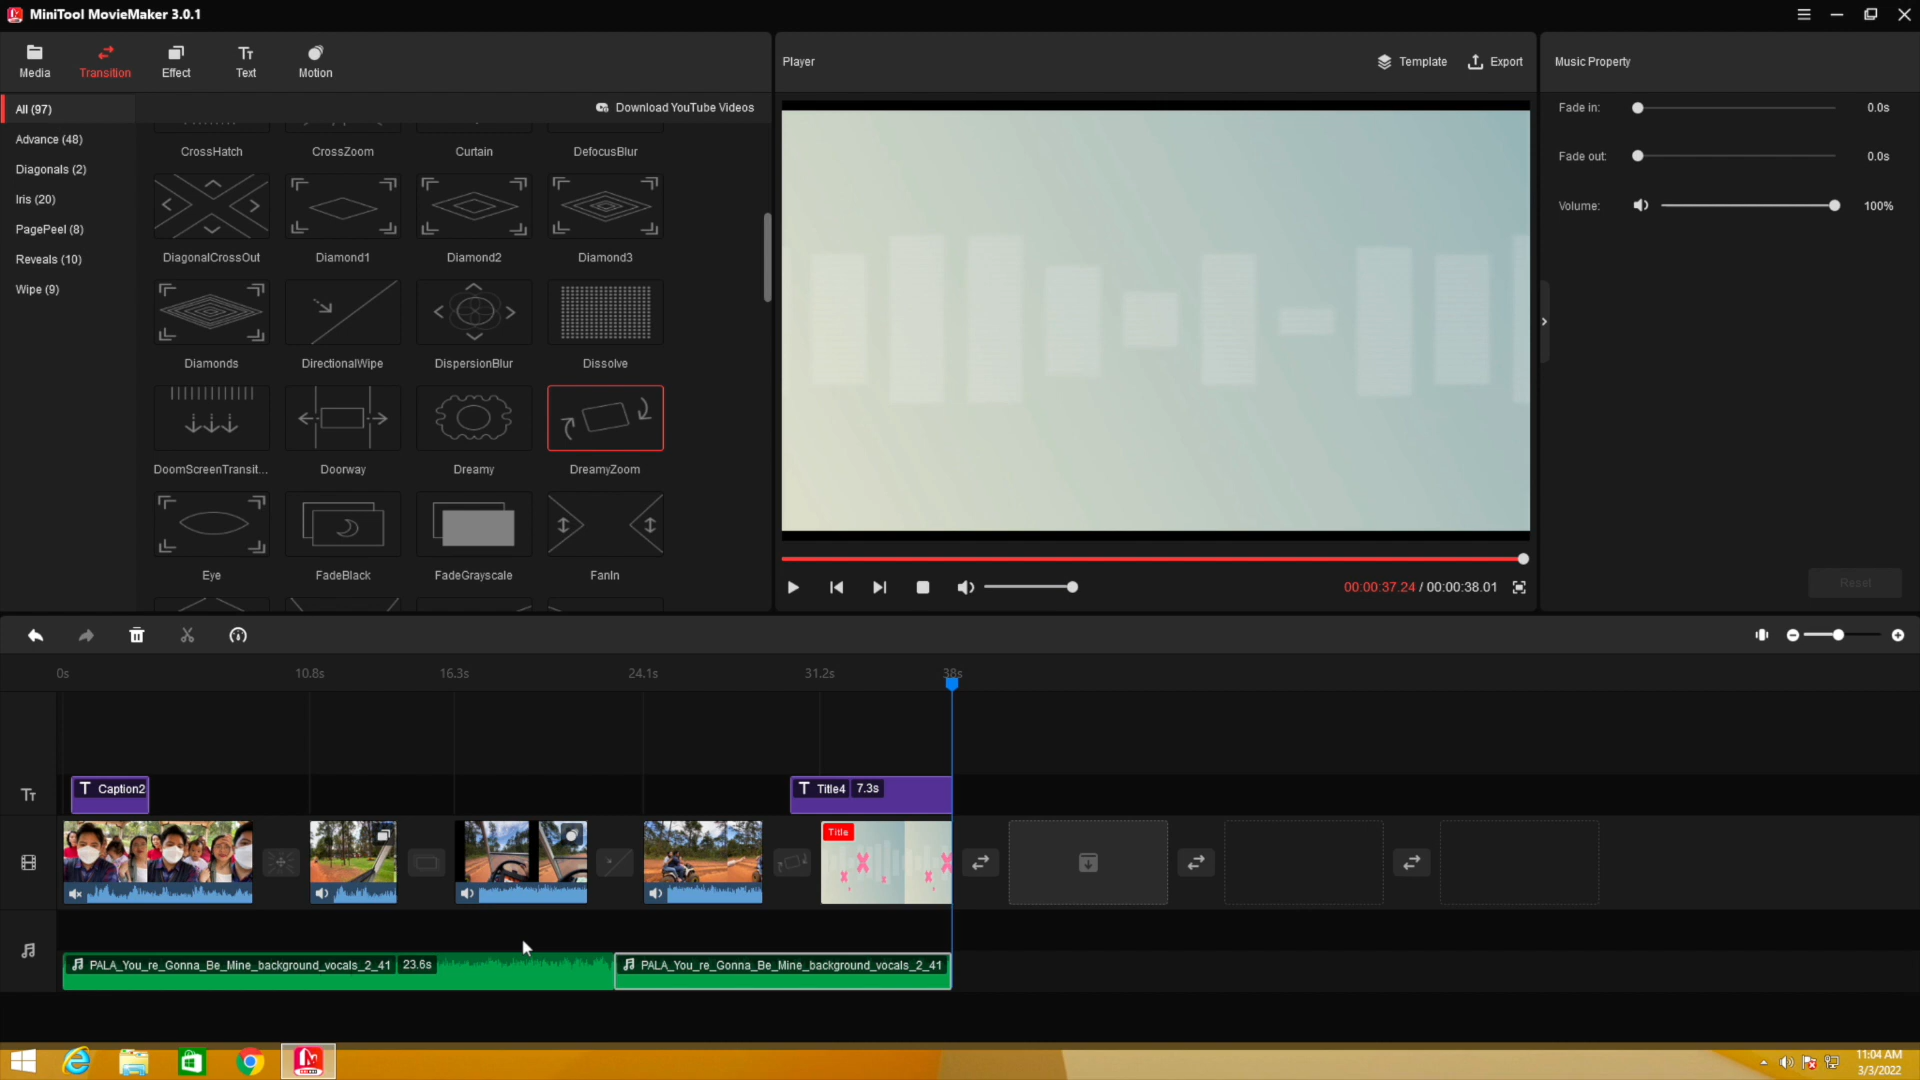 MiniTool MovieMaker 3.0.1
Media
Transition
Effect
Text
Motion
Player
Template
Export
Music Property
All (97)
Advance (48)
Diagonals (2)
Iris (20)
PagePeel (8)
Reveals (10)
Wipe (9)
Download YouTube Videos
CrossHatch
CrossZoom
Curtain
DefocusBlur
DiagonalCrossOut
Diamond1
Diamond2
Diamond3
Diamonds
DirectionalWipe
DispersionBlur
Dissolve
DoomScreenTransit...
Doorway
Dreamy
DreamyZoom
Eye
FadeBlack
FadeGrayscale
FanIn
00:00:37.24 / 00:00:38.01
Fade in: 0.0s
Fade out: 0.0s
Volume: 100%
Reset
0s 10.8s 16.3s 24.1s 31.2s 38s
Caption2
Title4 7.3s
Title
PALA_You_re_Gonna_Be_Mine_background_vocals_2_41 23.6s
PALA_You_re_Gonna_Be_Mine_background_vocals_2_41
11:04 AM
3/3/2022